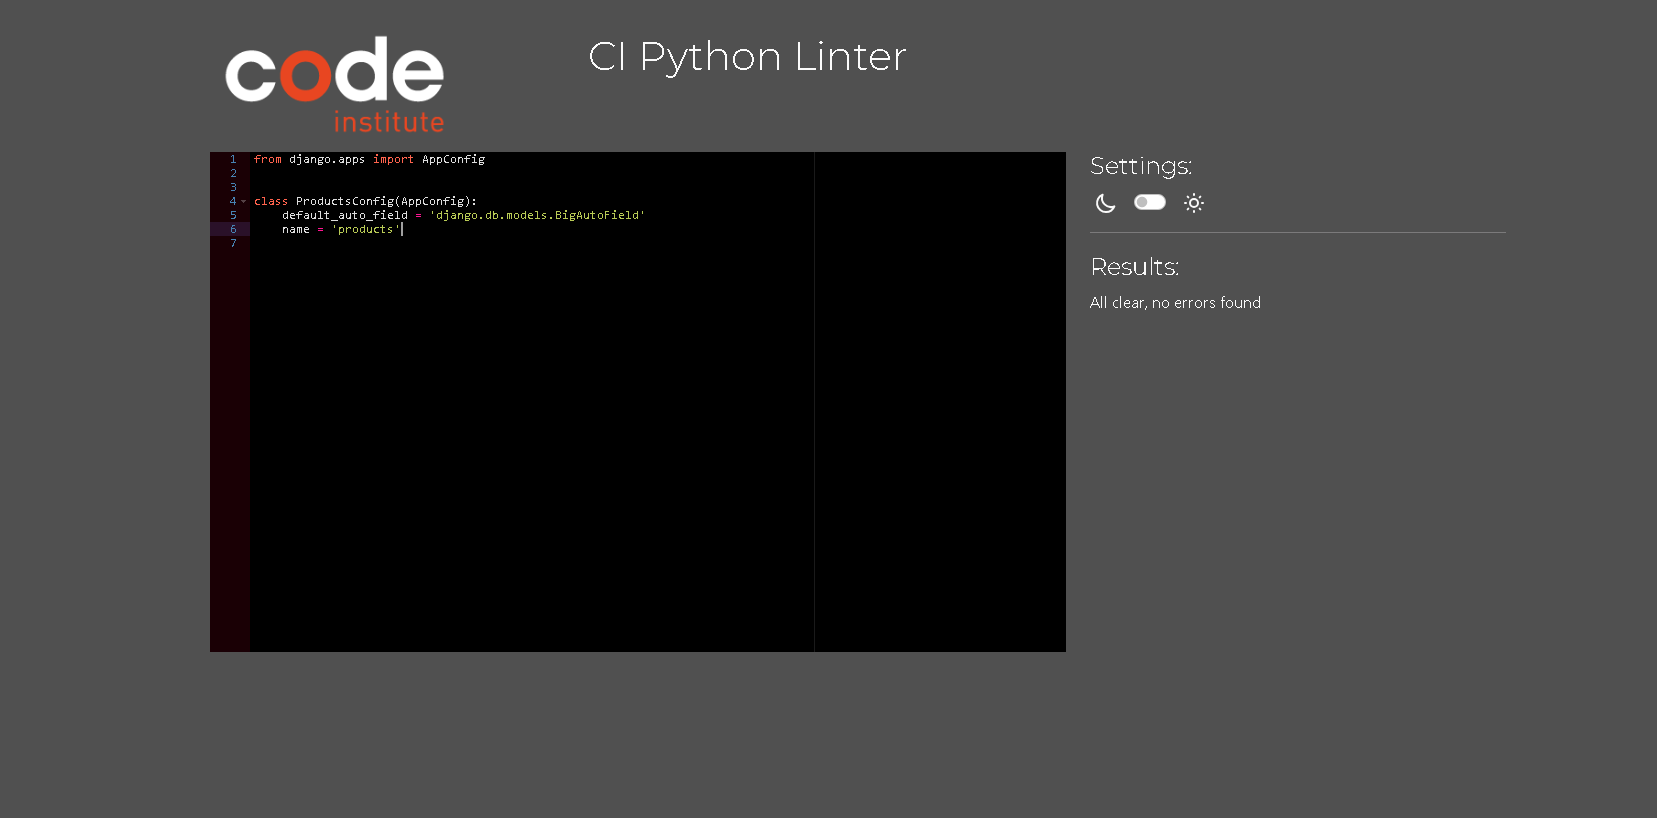 code
institute
CI Python Linter
1 from django.apps import AppConfig
2
3
4 class ProductsConfig(AppConfig):
5 default_auto_field = 'django.db.models.BigAutoField'
6 name = 'products'
7
Settings:
Results:
All clear, no errors found